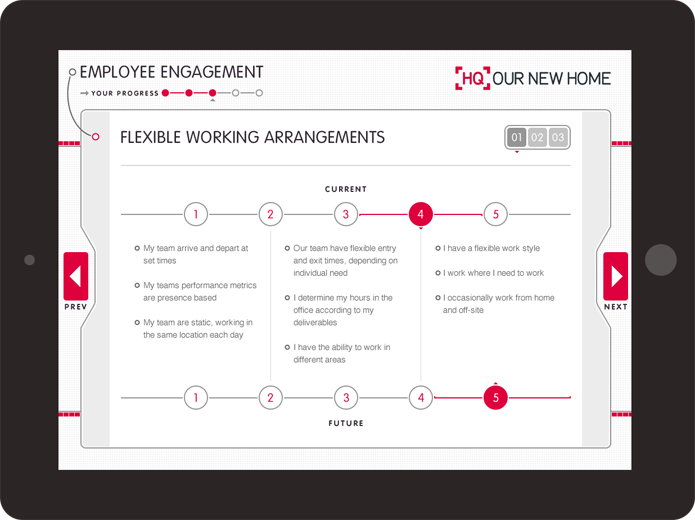 EMPLOYEE ENGAGEMENT
YOUR PROGRESS
[HQ] OUR NEW HOME
FLEXIBLE WORKING ARRANGEMENTS
01 02 03
CURRENT
1 2 3 4 5
My team arrive and depart at
set times
My teams performance metrics
are presence based
My team are static, working in
the same location each day
Our team have flexible entry
and exit times, depending on
individual need
I determine my hours in the
office according to my
deliverables
I have the ability to work in
different areas
I have a flexible work style
I work where I need to work
I occasionally work from home
and off-site
PREV
NEXT
1 2 3 4 5
FUTURE